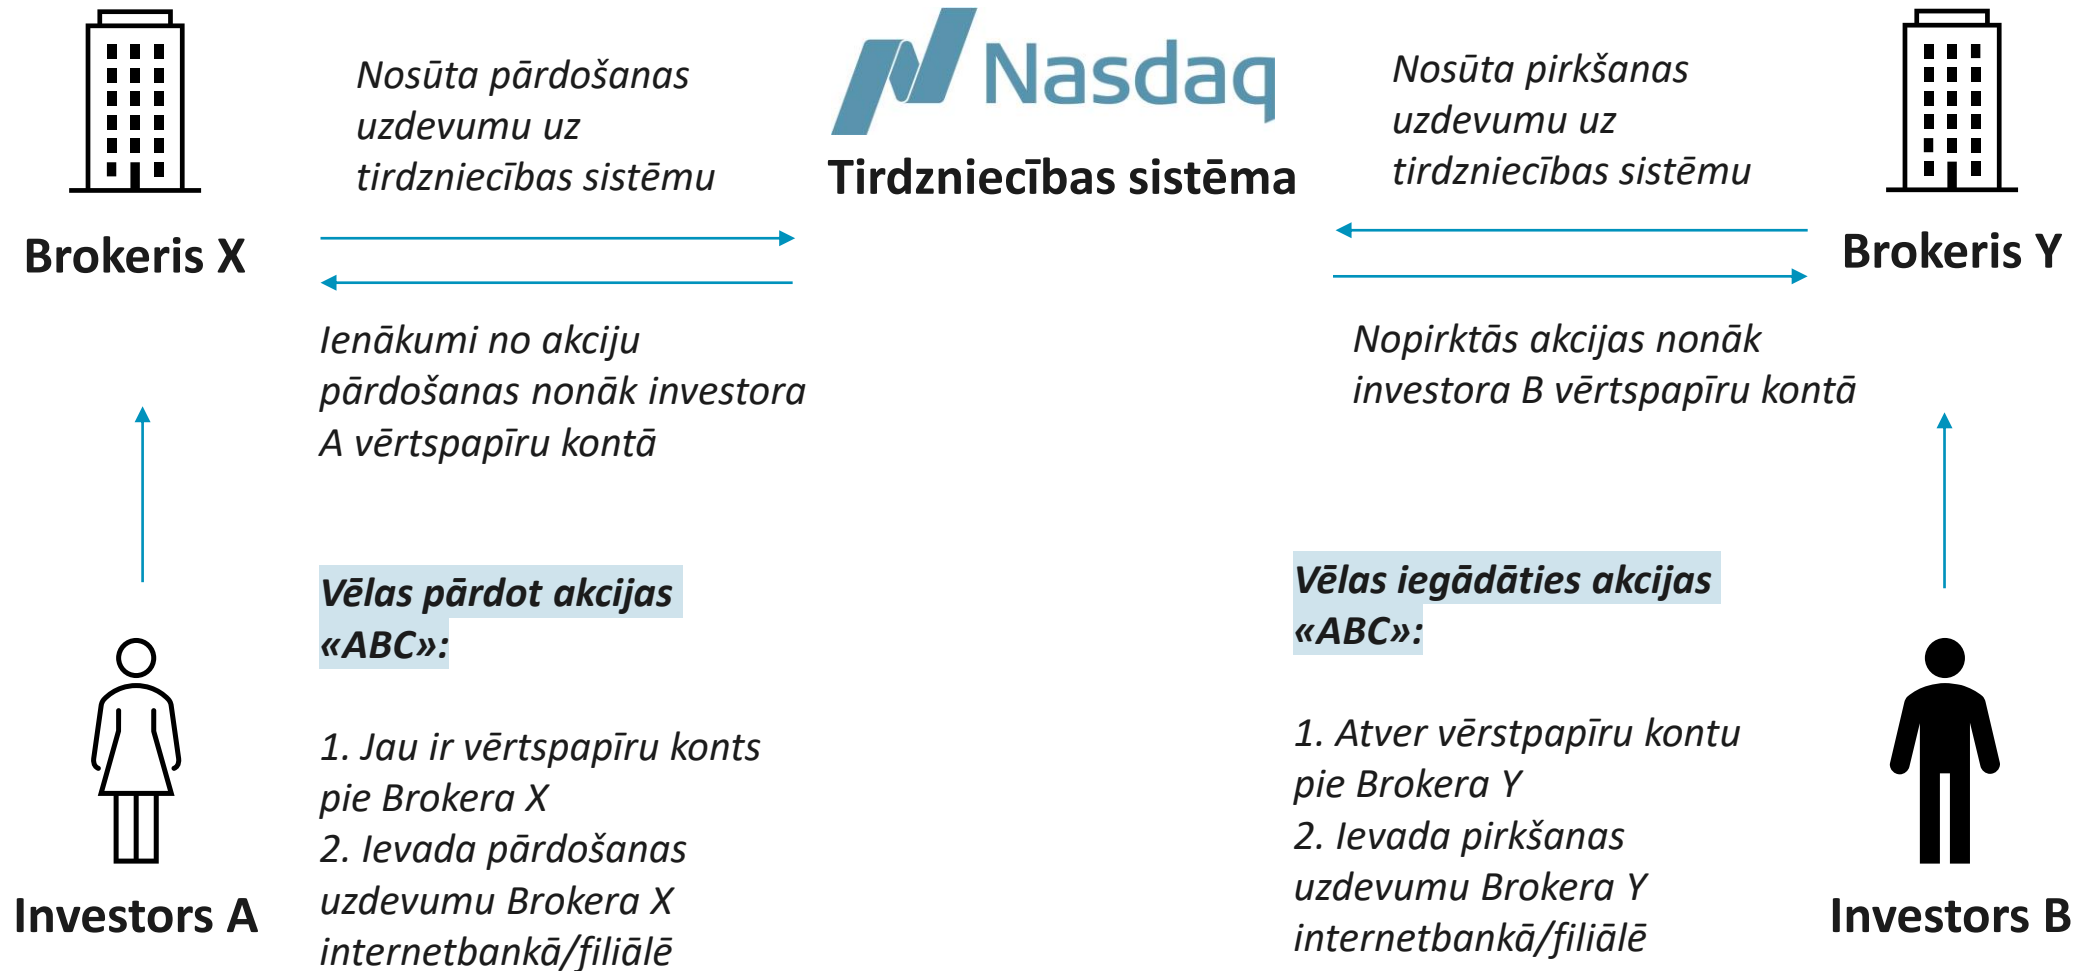 Nosūta pārdošanas
uzdevumu uz
tirdzniecības sistēmu
Nasdaq
Tirdzniecības sistēma
Nosūta pirkšanas
uzdevumu uz
tirdzniecības sistēmu
Brokeris X
Brokeris Y
Ienākumi no akciju
pārdošanas nonāk investora
A vērtspapīru kontā
Nopirktās akcijas nonāk
investora B vērtspapīru kontā
Vēlas pārdot akcijas
«ABC»:
1. Jau ir vērtspapīru konts
pie Brokera X
2. Ievada pārdošanas
uzdevumu Brokera X
internetbankā/filiālē
Investors A
Vēlas iegādāties akcijas
«ABC»:
1. Atver vērstpapīru kontu
pie Brokera Y
2. Ievada pirkšanas
uzdevumu Brokera Y
internetbankā/filiālē
Investors B